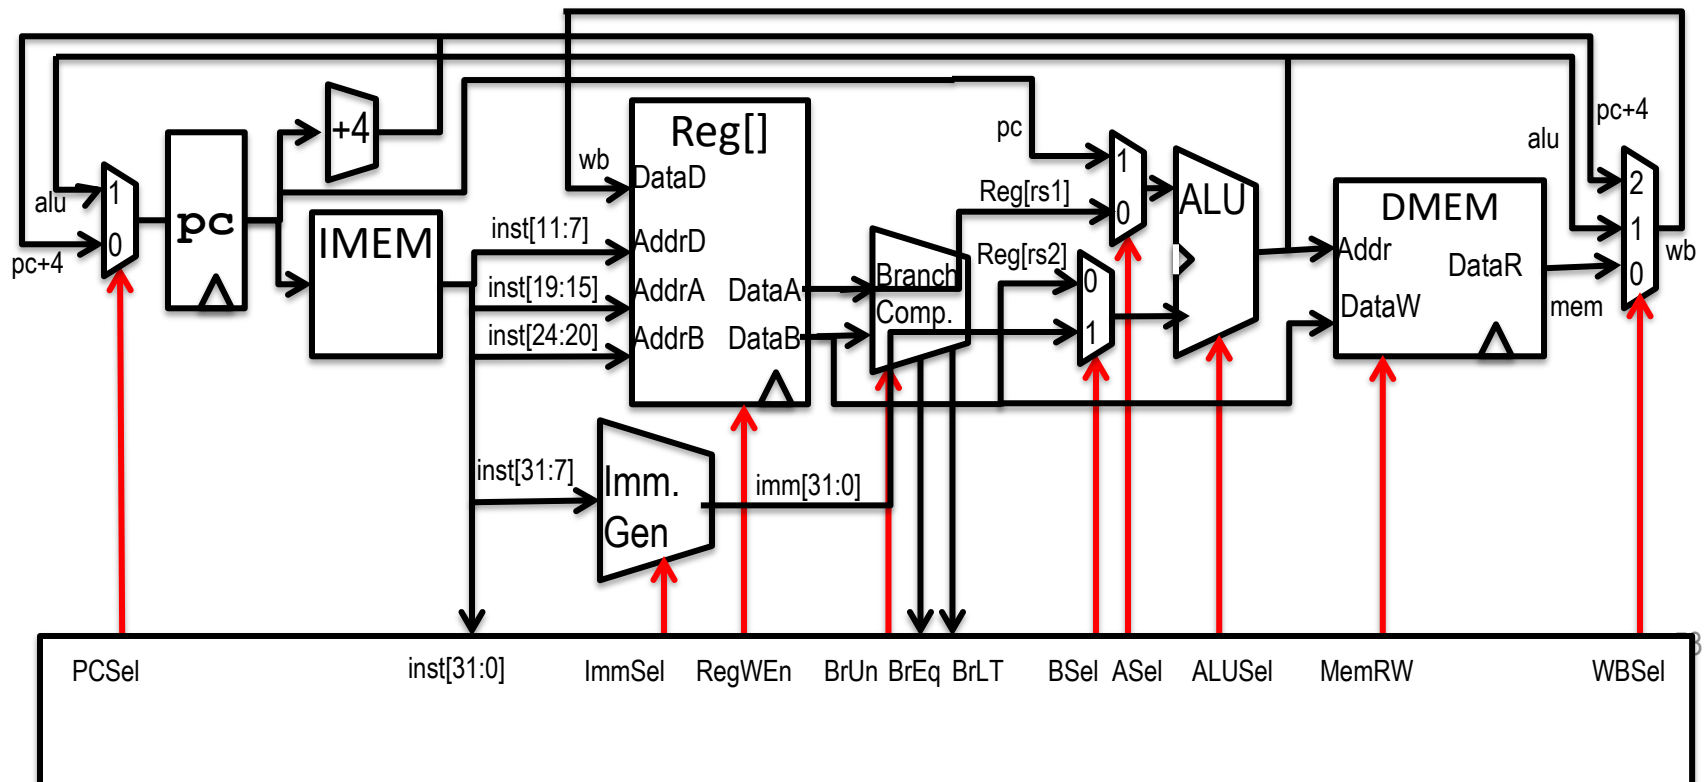 pc+4
alu
pc
wb
+4
Reg[]
DataD
alu
1
0
pc+4
pc
IMEM
inst[11:7]
AddrD
inst[19:15]
AddrA
DataA
inst[24:20]
AddrB
DataB
Branch
Comp.
Reg[rs1]
1
0
Reg[rs2]
0
1
ALU
DMEM
Addr
DataR
DataW
mem
2
1
0
wb
inst[31:7]
Imm.
Gen
imm[31:0]
PCSel
inst[31:0]
ImmSel
RegWEn
BrUn
BrEq
BrLT
BSel
ASel
ALUSel
MemRW
WBSel